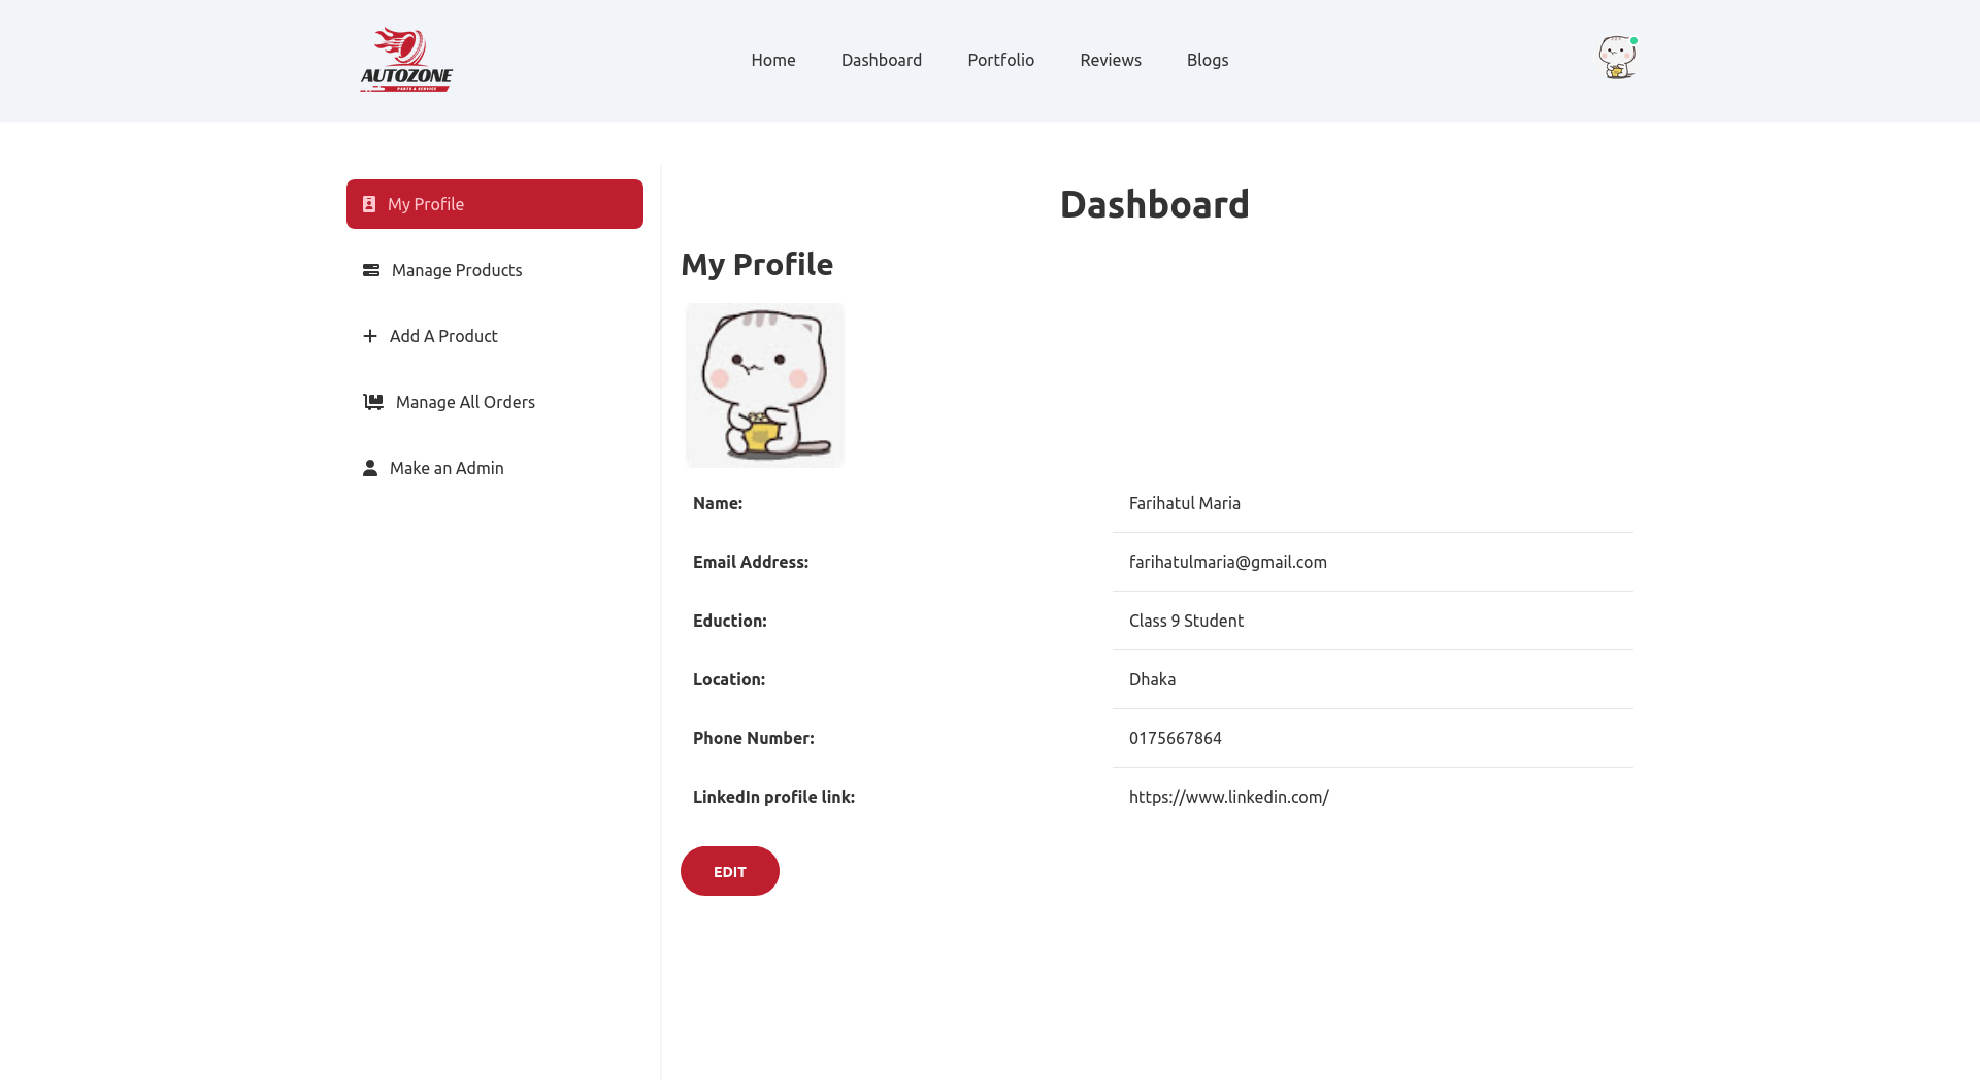 AUTOZONE
PARTS & SERVICE
Home Dashboard Portfolio Reviews Blogs
My Profile
Manage Products
Add A Product
Manage All Orders
Make an Admin
Dashboard
My Profile
Name: Farihatul Maria
Email Address: farihatulmaria@gmail.com
Eduction: Class 9 Student
Location: Dhaka
Phone Number: 0175667864
LinkedIn profile link: https://www.linkedin.com/
EDIT